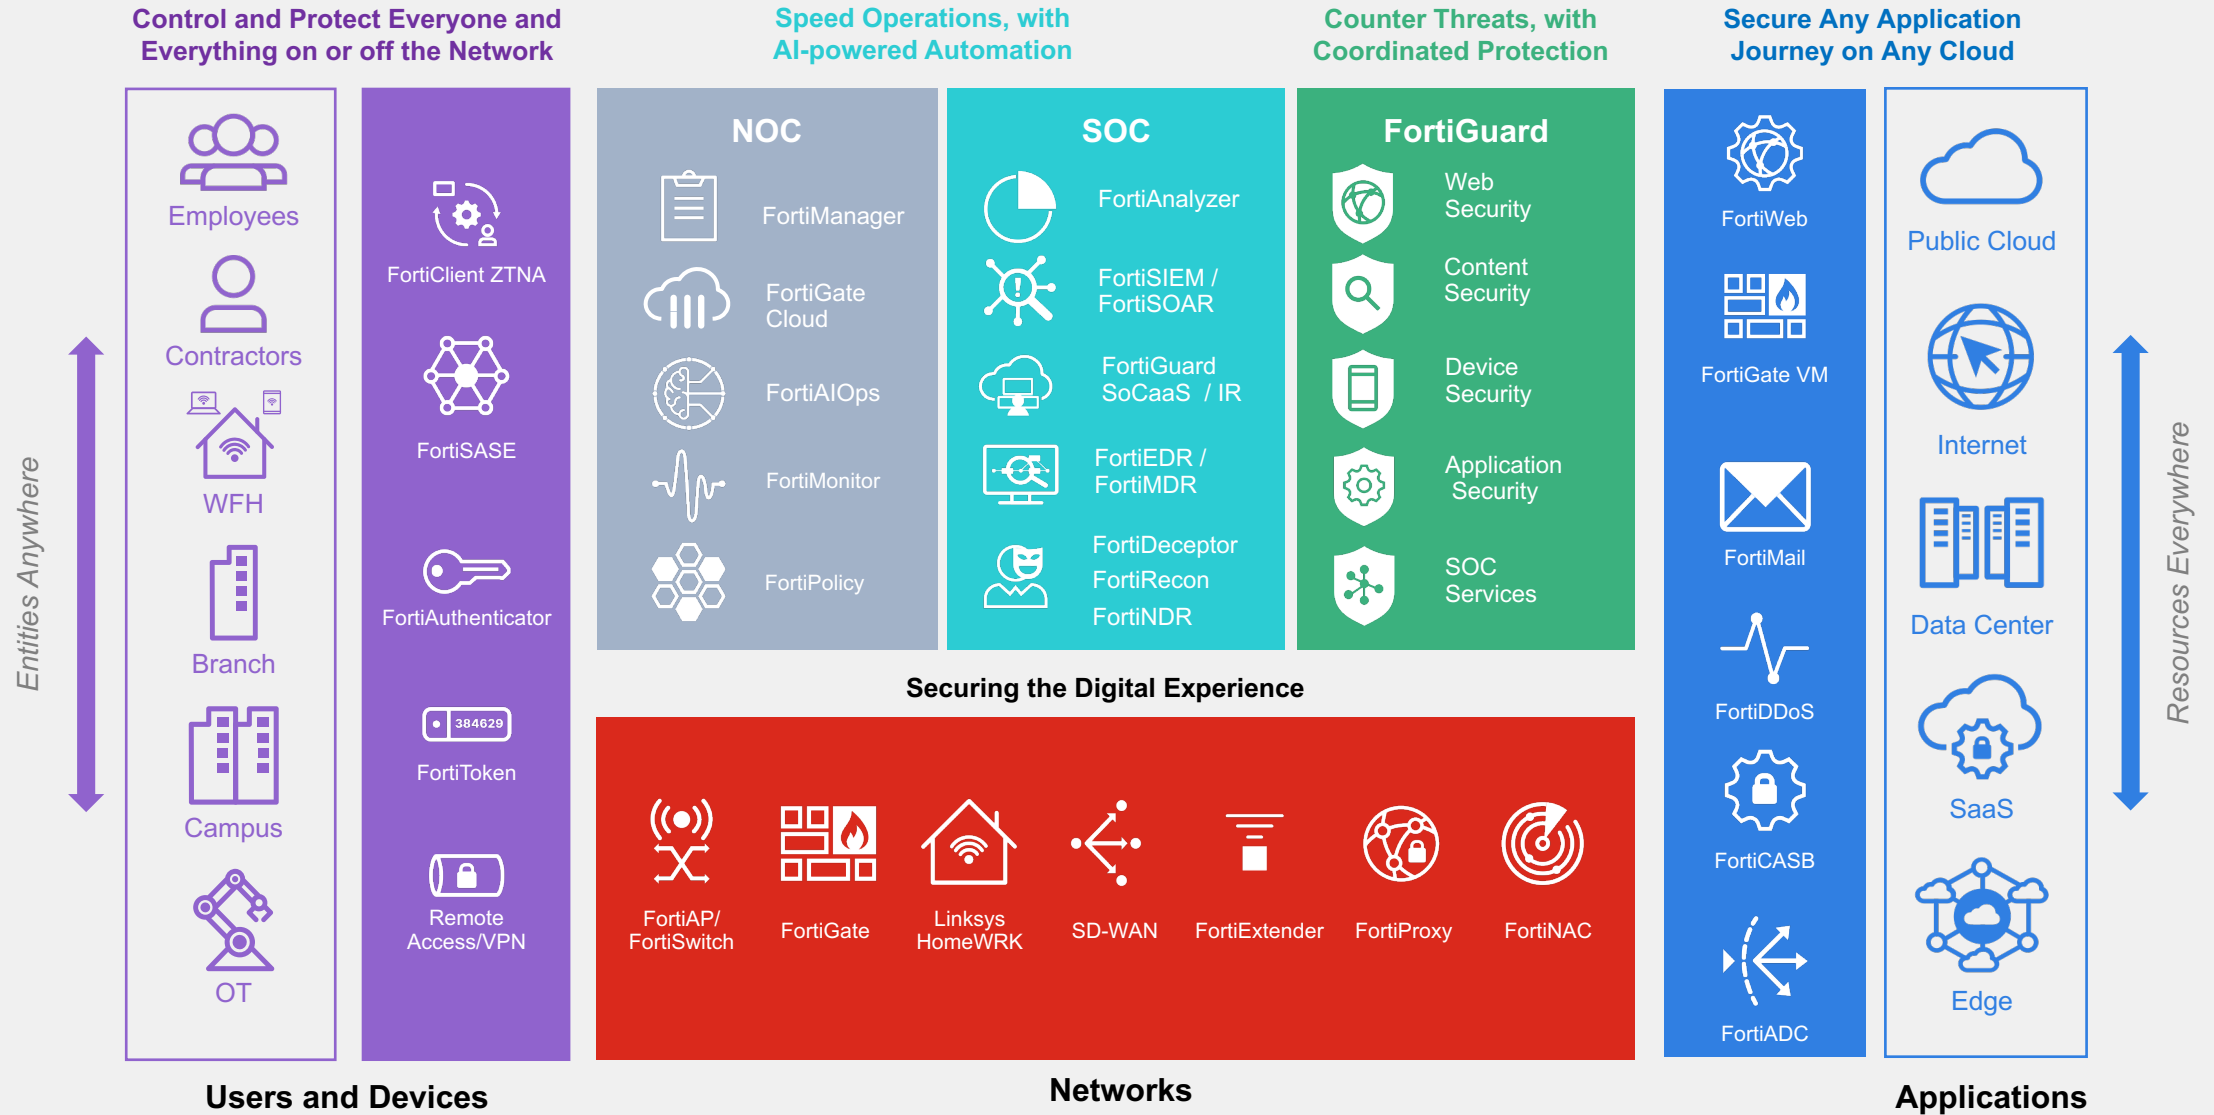 Control and Protect Everyone and
Everything on or off the Network
Speed Operations, with
AI-powered Automation
Counter Threats, with
Coordinated Protection
Secure Any Application
Journey on Any Cloud
Entities Anywhere
Employees
Contractors
WFH
Branch
Campus
OT
FortiClient ZTNA
FortiSASE
FortiAuthenticator
384629
FortiToken
Remote
Access/VPN
Users and Devices
NOC
FortiManager
FortiGate
Cloud
FortiAIOps
FortiMonitor
FortiPolicy
SOC
FortiAnalyzer
FortiSIEM /
FortiSOAR
FortiGuard
SoCaaS / IR
FortiEDR /
FortiMDR
FortiDeceptor
FortiRecon
FortiNDR
FortiGuard
Web
Security
Content
Security
Device
Security
Application
Security
SOC
Services
Securing the Digital Experience
FortiAP/
FortiSwitch
FortiGate
Linksys
HomeWRK
SD-WAN
FortiExtender
FortiProxy
FortiNAC
Networks
FortiWeb
FortiGate VM
FortiMail
FortiDDoS
FortiCASB
FortiADC
Public Cloud
Internet
Data Center
SaaS
Edge
Resources Everywhere
Applications